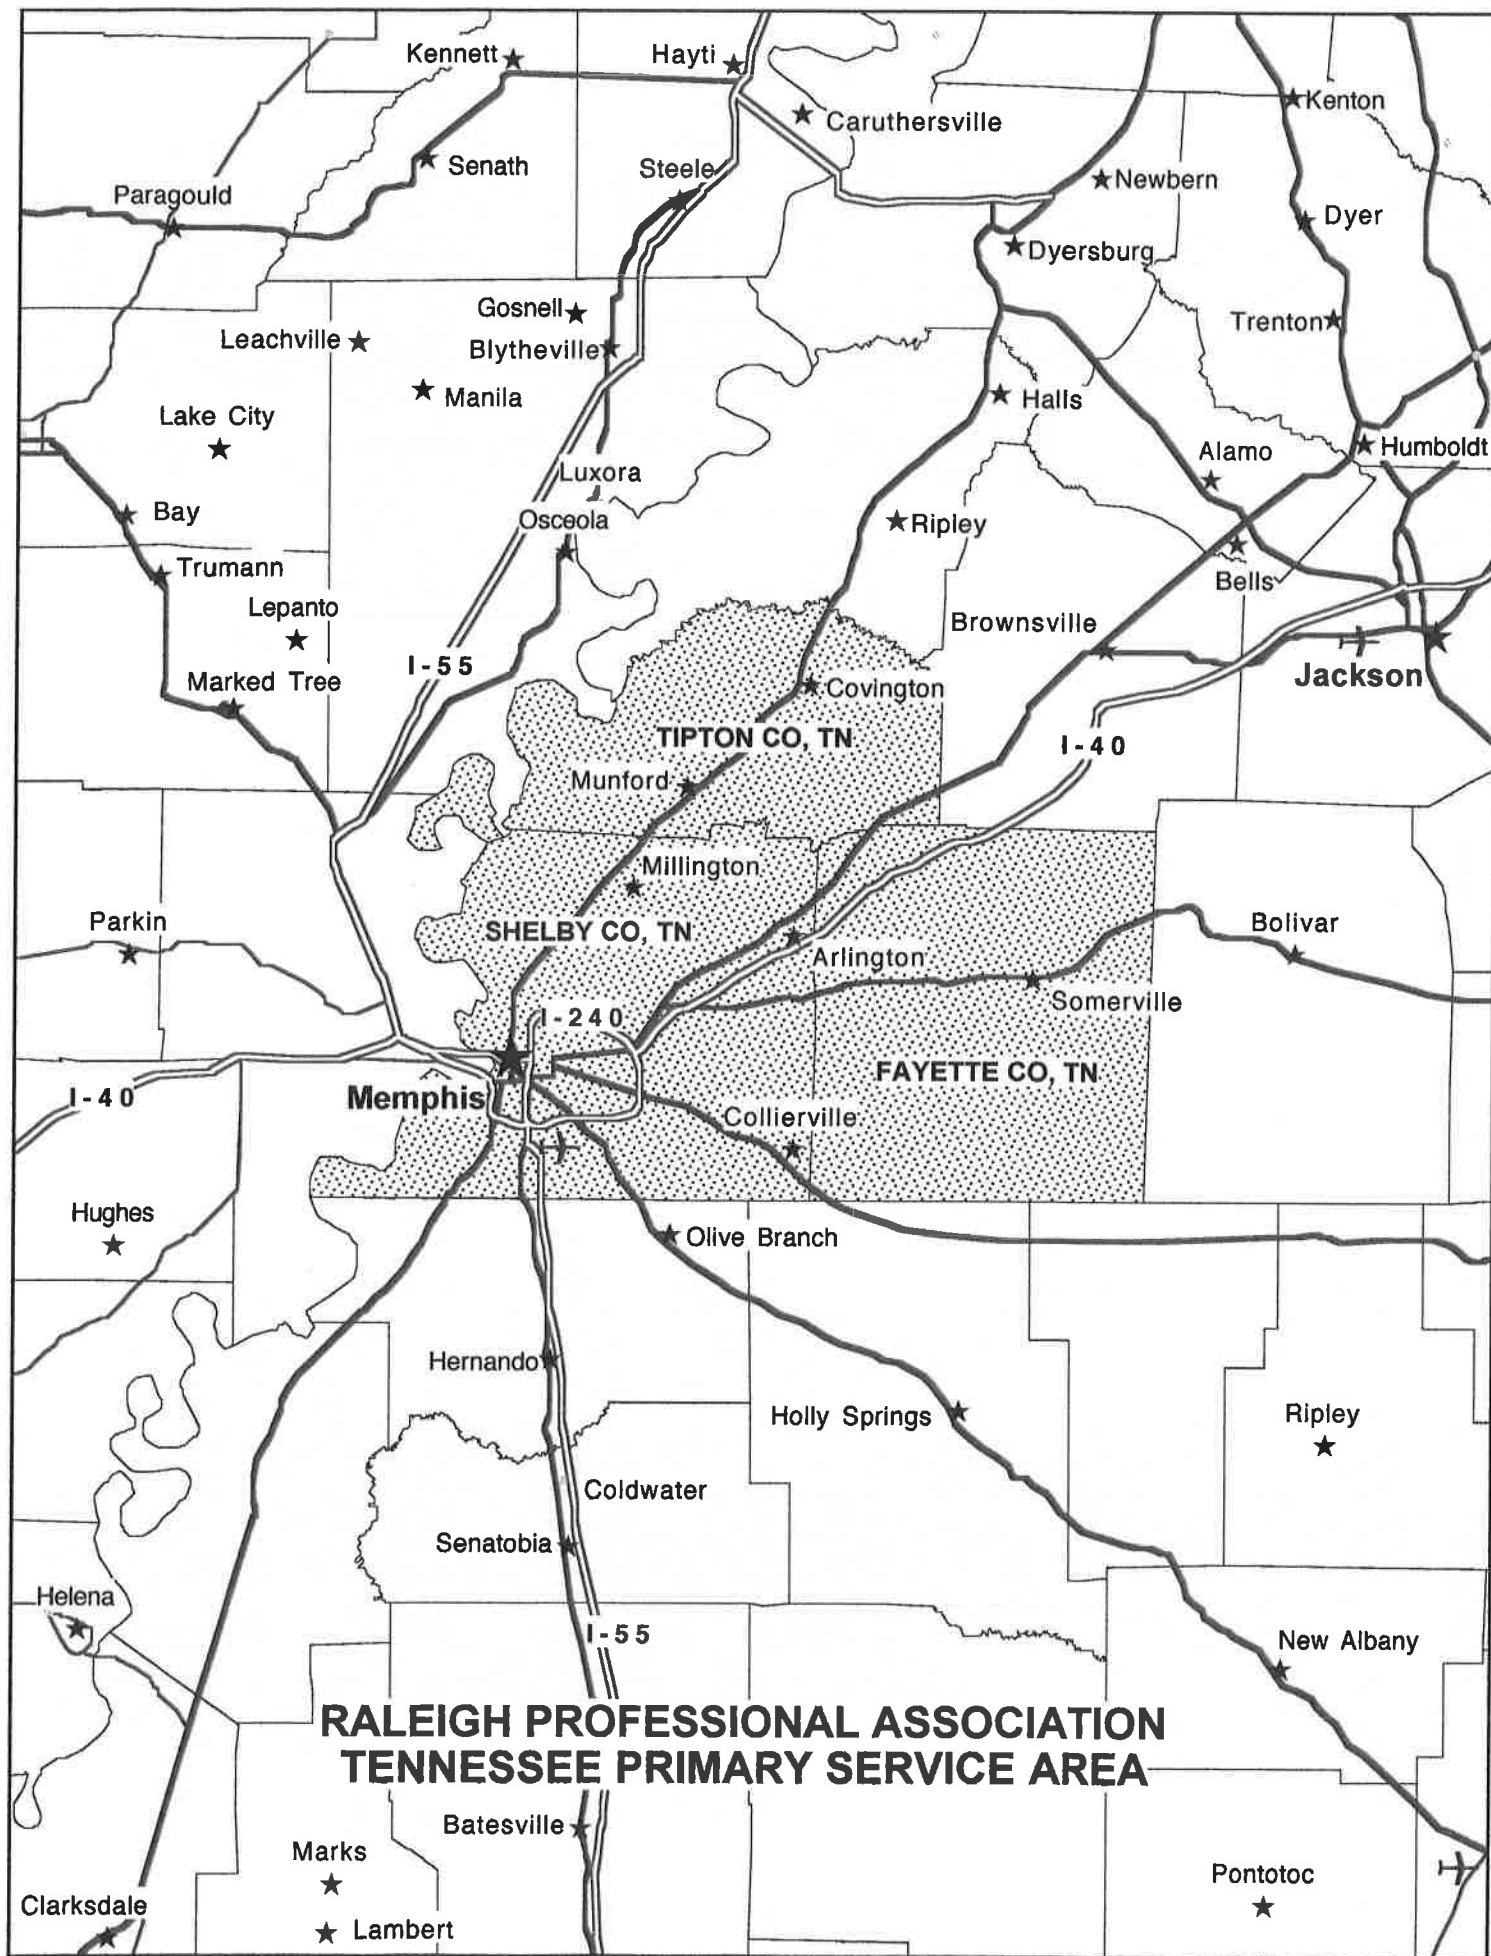 Kennett
Hayti
Kenton
Caruthersville
Senath
Steele
Newbern
Paragould
Dyer
Dyersburg
Gosnell
Trenton
Leachville
Blytheville
Manila
Halls
Lake City
Humboldt
Alamo
Luxora
Bay
Osceola
Ripley
Trumann
Bells
Lepanto
Brownsville
I-55
Jackson
Marked Tree
Covington
TIPTON CO, TN
I-40
Munford
Millington
Parkin
SHELBY CO, TN
Bolivar
Arlington
Somerville
I-240
FAYETTE CO, TN
I-40
Memphis
Collierville
Hughes
Olive Branch
Hernando
Holly Springs
Ripley
Coldwater
Senatobia
Helena
I-55
New Albany
RALEIGH PROFESSIONAL ASSOCIATION
TENNESSEE PRIMARY SERVICE AREA
Batesville
Marks
Pontotoc
Clarksdale
Lambert